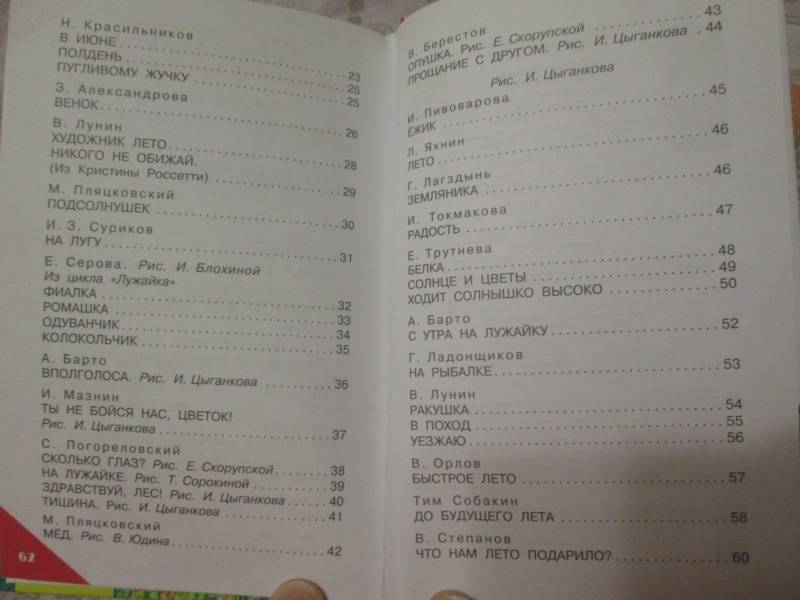 Н. Красильников
В ИЮНЕ........23
ПОЛДЕНЬ........25
ПУГЛИВОМУ ЖУЧКУ........25
З. Александрова
ВЕНОК........26
В. Лунин
ХУДОЖНИК ЛЕТО........28
НИКОГО НЕ ОБИЖАЙ.
(Из Кристины Россетти)........29
М. Пляцковский
ПОДСОЛНУШЕК........30
И. З. Суриков
НА ЛУГУ........31
Е. Серова. Рис. И. Блохиной
Из цикла «Лужайка»
ФИАЛКА........32
РОМАШКА........33
ОДУВАНЧИК........34
КОЛОКОЛЬЧИК........35
А. Барто
ВПОЛГОЛОСА. Рис. И. Цыганкова........36
И. Мазнин
ТЫ НЕ БОЙСЯ НАС, ЦВЕТОК!
Рис. И. Цыганкова........37
С. Погореловский
СКОЛЬКО ГЛАЗ? Рис. Е. Скорупской........38
НА ЛУЖАЙКЕ. Рис. Т. Сорокиной........39
ЗДРАВСТВУЙ, ЛЕС! Рис. И. Цыганкова........40
ТИШИНА. Рис. И. Цыганкова........41
М. Пляцковский
МЁД. Рис. В. Юдина........42
62
В. Берестов
ОПУШКА. Рис. Е. Скорупской........43
ПРОЩАНИЕ С ДРУГОМ. Рис. И. Цыганкова........44
Рис. И. Цыганкова
И. Пивоварова
ЁЖИК........45
Л. Яхнин
ЛЕТО........46
Г. Лагздынь
ЗЕМЛЯНИКА........46
И. Токмакова
РАДОСТЬ........47
Е. Трутнева
БЕЛКА........48
СОЛНЦЕ И ЦВЕТЫ........49
ХОДИТ СОЛНЫШКО ВЫСОКО........50
А. Барто
С УТРА НА ЛУЖАЙКУ........52
Г. Ладонщиков
НА РЫБАЛКЕ........53
В. Лунин
РАКУШКА........54
В ПОХОД........55
УЕЗЖАЮ........56
В. Орлов
БЫСТРОЕ ЛЕТО........57
Тим Собакин
ДО БУДУЩЕГО ЛЕТА........58
В. Степанов
ЧТО НАМ ЛЕТО ПОДАРИЛО?........60